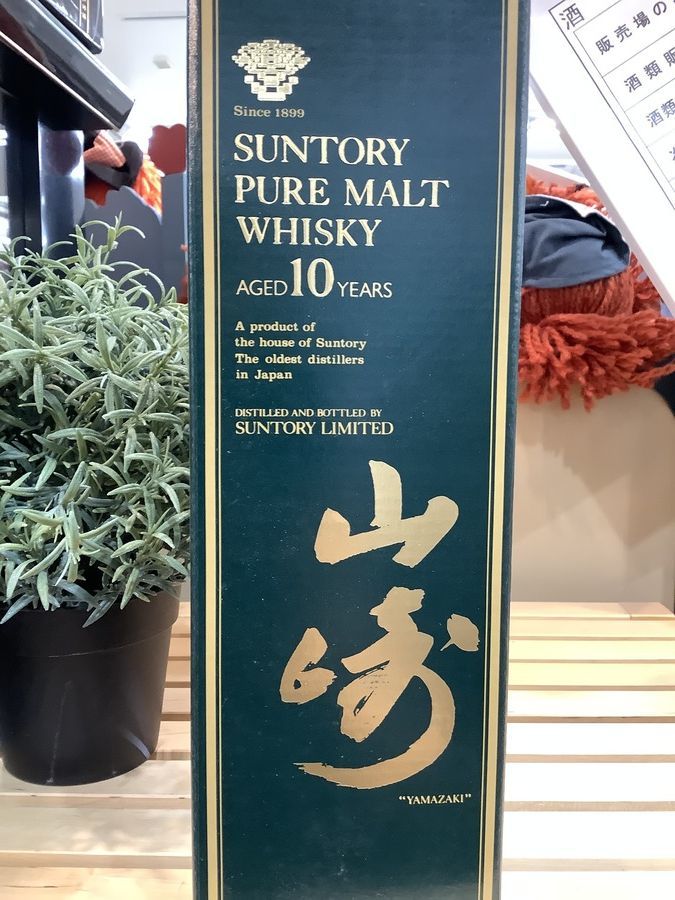 Since 1899
SUNTORY
PURE MALT
WHISKY
AGED 10 YEARS
A product of
the house of Suntory
The oldest distillers
in Japan
DISTILLED AND BOTTLED BY
SUNTORY LIMITED
山崎
"YAMAZAKI"
酒
販売場の
酒類販
酒類